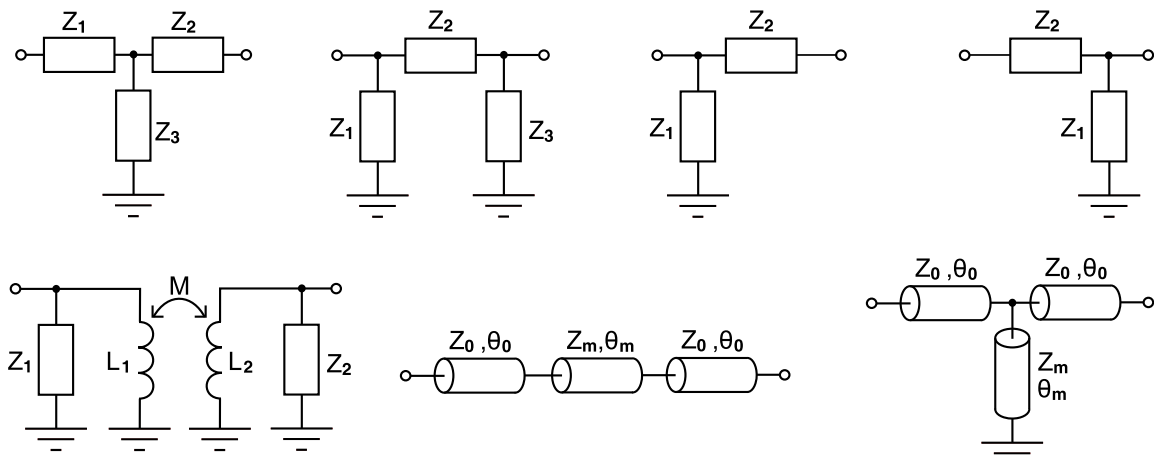 Z₁ Z₂
Z₃
Z₂
Z₁ Z₃
Z₂
Z₁
Z₂
Z₁
M
Z₁ L₁ L₂ Z₂
Z₀ ,θ₀ Zₘ,θₘ Z₀ ,θ₀
Z₀ ,θ₀ Z₀ ,θ₀
Zₘ
θₘ